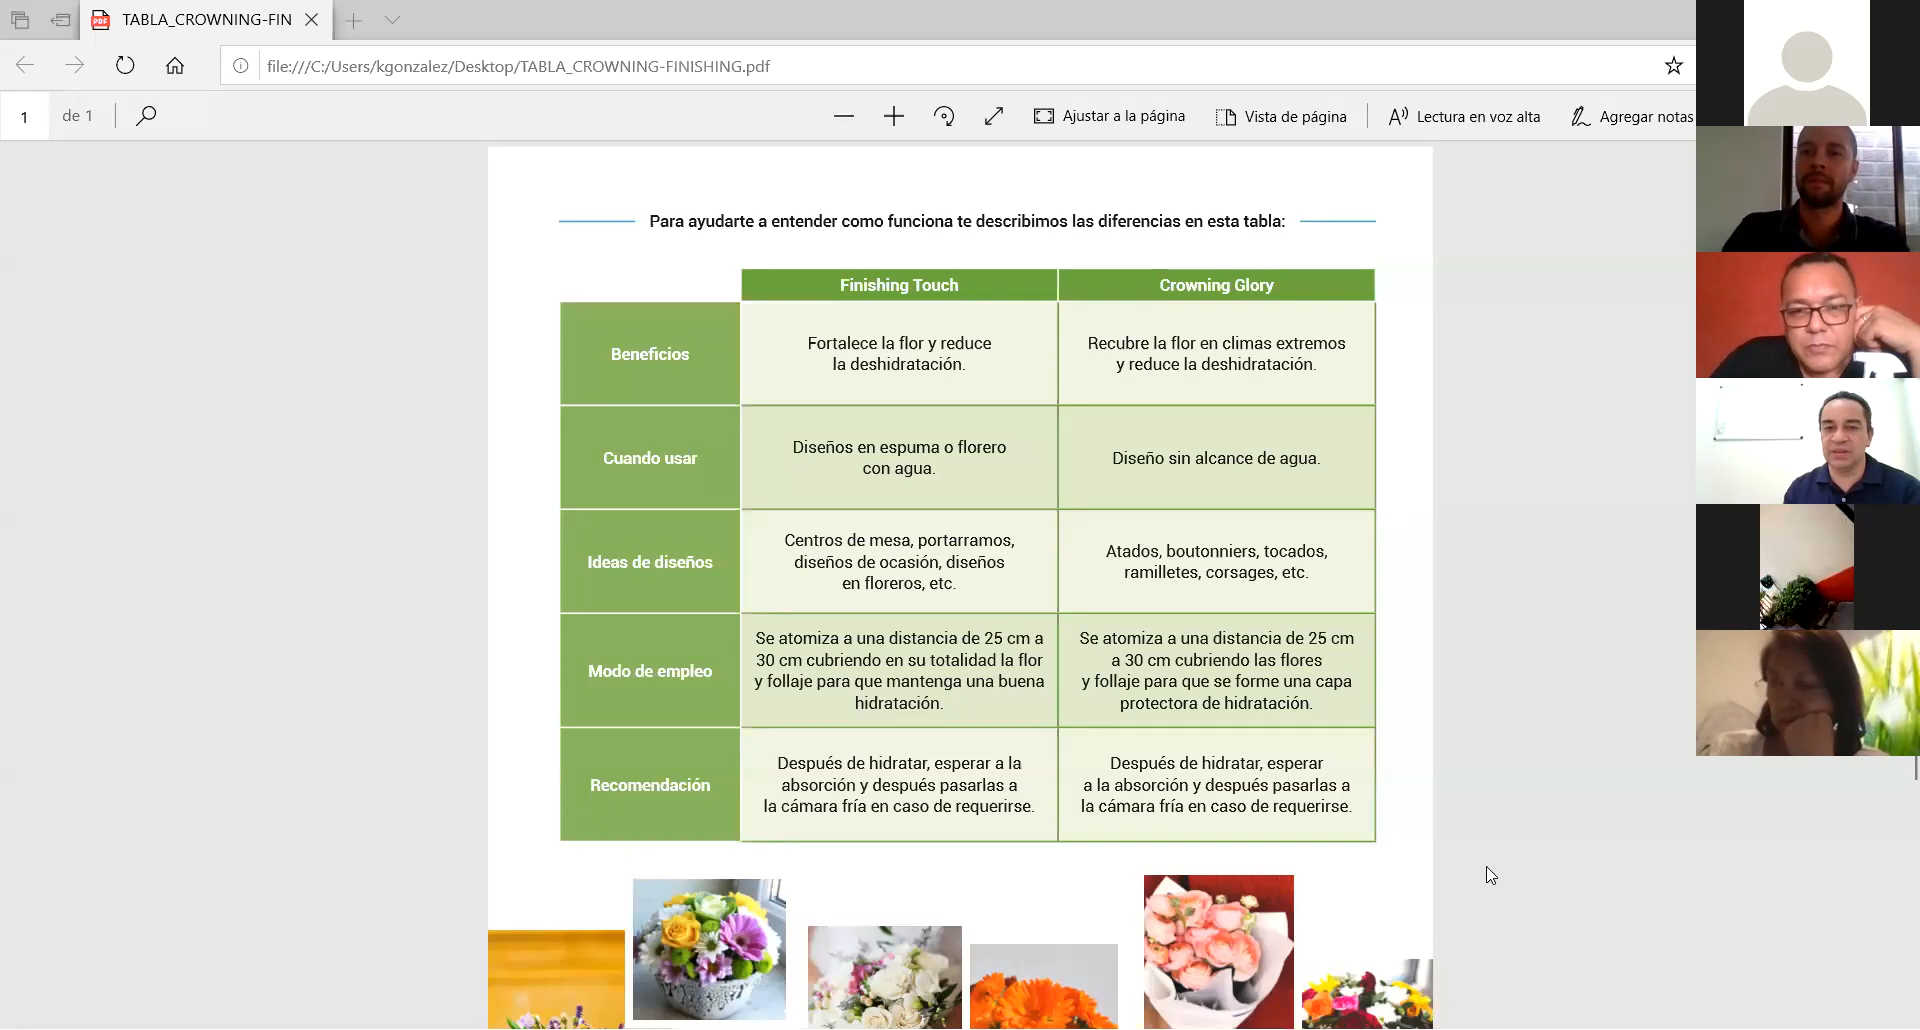 TABLA_CROWNING-FIN
file:///C:/Users/kgonzalez/Desktop/TABLA_CROWNING-FINISHING.pdf
1
de 1
Ajustar a la página
Vista de página
Lectura en voz alta
Agregar notas
Para ayudarte a entender como funciona te describimos las diferencias en esta tabla:
Finishing Touch
Crowning Glory
Beneficios
Fortalece la flor y reduce
la deshidratación.
Recubre la flor en climas extremos
y reduce la deshidratación.
Cuando usar
Diseños en espuma o florero
con agua.
Diseño sin alcance de agua.
Ideas de diseños
Centros de mesa, portarramos,
diseños de ocasión, diseños
en floreros, etc.
Atados, boutonniers, tocados,
ramilletes, corsages, etc.
Modo de empleo
Se atomiza a una distancia de 25 cm a
30 cm cubriendo en su totalidad la flor
y follaje para que mantenga una buena
hidratación.
Se atomiza a una distancia de 25 cm
a 30 cm cubriendo las flores
y follaje para que se forme una capa
protectora de hidratación.
Recomendación
Después de hidratar, esperar a la
absorción y después pasarlas a
la cámara fría en caso de requerirse.
Después de hidratar, esperar
a la absorción y después pasarlas a
la cámara fría en caso de requerirse.